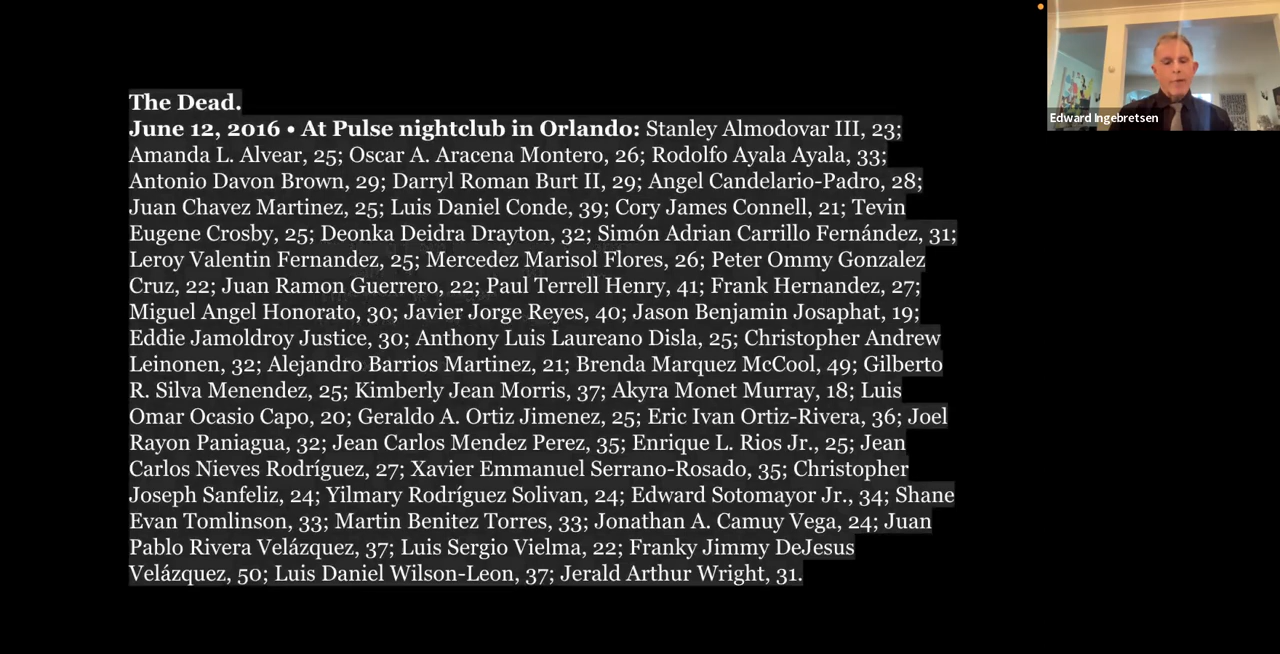 The Dead.
June 12, 2016 • At Pulse nightclub in Orlando: Stanley Almodovar III, 23;
Amanda L. Alvear, 25; Oscar A. Aracena Montero, 26; Rodolfo Ayala Ayala, 33;
Antonio Davon Brown, 29; Darryl Roman Burt II, 29; Angel Candelario-Padro, 28;
Juan Chavez Martinez, 25; Luis Daniel Conde, 39; Cory James Connell, 21; Tevin
Eugene Crosby, 25; Deonka Deidra Drayton, 32; Simón Adrian Carrillo Fernández, 31;
Leroy Valentin Fernandez, 25; Mercedez Marisol Flores, 26; Peter Ommy Gonzalez
Cruz, 22; Juan Ramon Guerrero, 22; Paul Terrell Henry, 41; Frank Hernandez, 27;
Miguel Angel Honorato, 30; Javier Jorge Reyes, 40; Jason Benjamin Josaphat, 19;
Eddie Jamoldroy Justice, 30; Anthony Luis Laureano Disla, 25; Christopher Andrew
Leinonen, 32; Alejandro Barrios Martinez, 21; Brenda Marquez McCool, 49; Gilberto
R. Silva Menendez, 25; Kimberly Jean Morris, 37; Akyra Monet Murray, 18; Luis
Omar Ocasio Capo, 20; Geraldo A. Ortiz Jimenez, 25; Eric Ivan Ortiz-Rivera, 36; Joel
Rayon Paniagua, 32; Jean Carlos Mendez Perez, 35; Enrique L. Rios Jr., 25; Jean
Carlos Nieves Rodríguez, 27; Xavier Emmanuel Serrano-Rosado, 35; Christopher
Joseph Sanfeliz, 24; Yilmary Rodríguez Solivan, 24; Edward Sotomayor Jr., 34; Shane
Evan Tomlinson, 33; Martin Benitez Torres, 33; Jonathan A. Camuy Vega, 24; Juan
Pablo Rivera Velázquez, 37; Luis Sergio Vielma, 22; Franky Jimmy DeJesus
Velázquez, 50; Luis Daniel Wilson-Leon, 37; Jerald Arthur Wright, 31.
Edward Ingebretsen